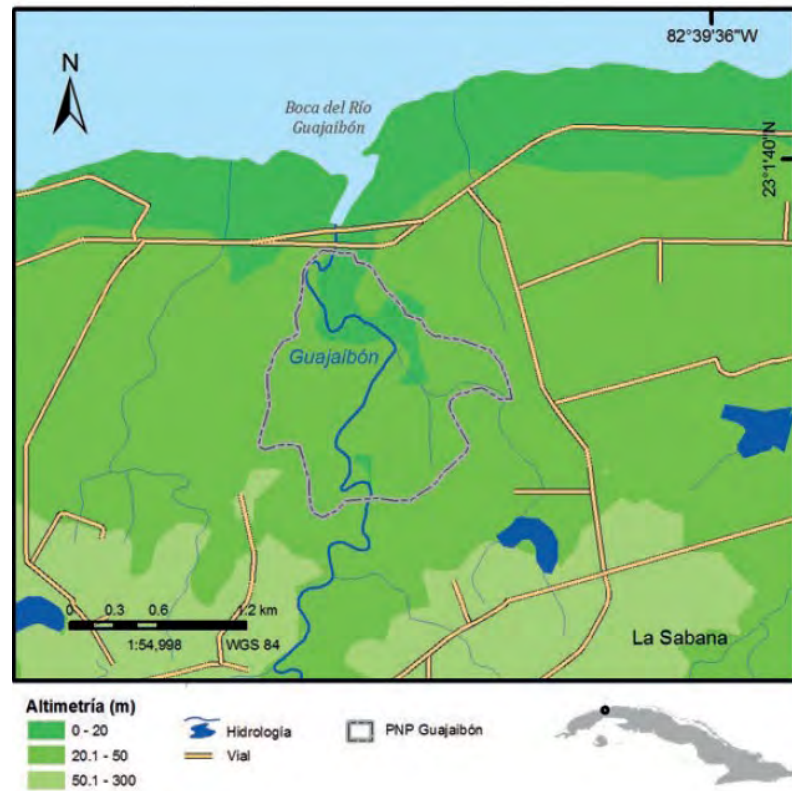 82°39'36"W
N
Boca del Río
Guajaibón
23°1'40"N
Guajaibón
0 0.3 0.6 1.2 km
1:54,998 WGS 84
La Sabana
Altimetría (m)
0 - 20
20.1 - 50
50.1 - 300
Hidrología
Vial
PNP Guajaibón